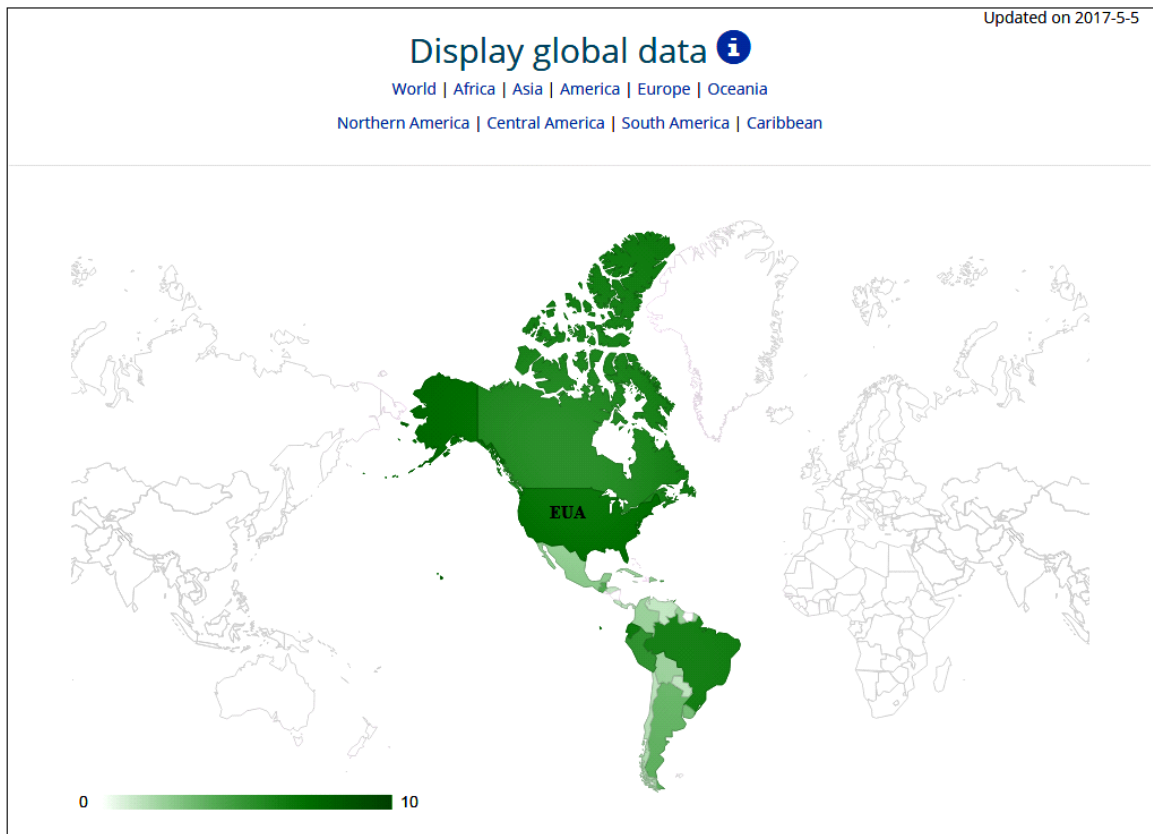 Updated on 2017-5-5
Display global data
World | Africa | Asia | America | Europe | Oceania
Northern America | Central America | South America | Caribbean
EUA
0 10